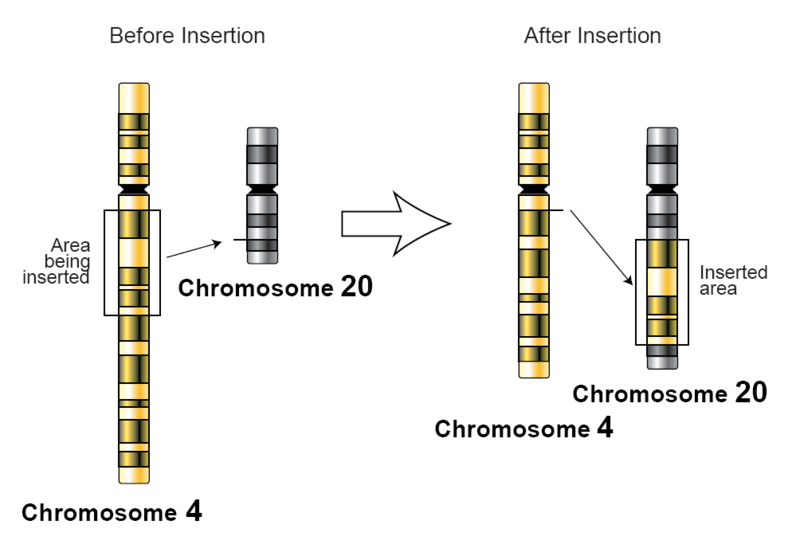 Before Insertion
After Insertion
Area
being
inserted
Chromosome 20
Chromosome 4
Inserted
area
Chromosome 20
Chromosome 4